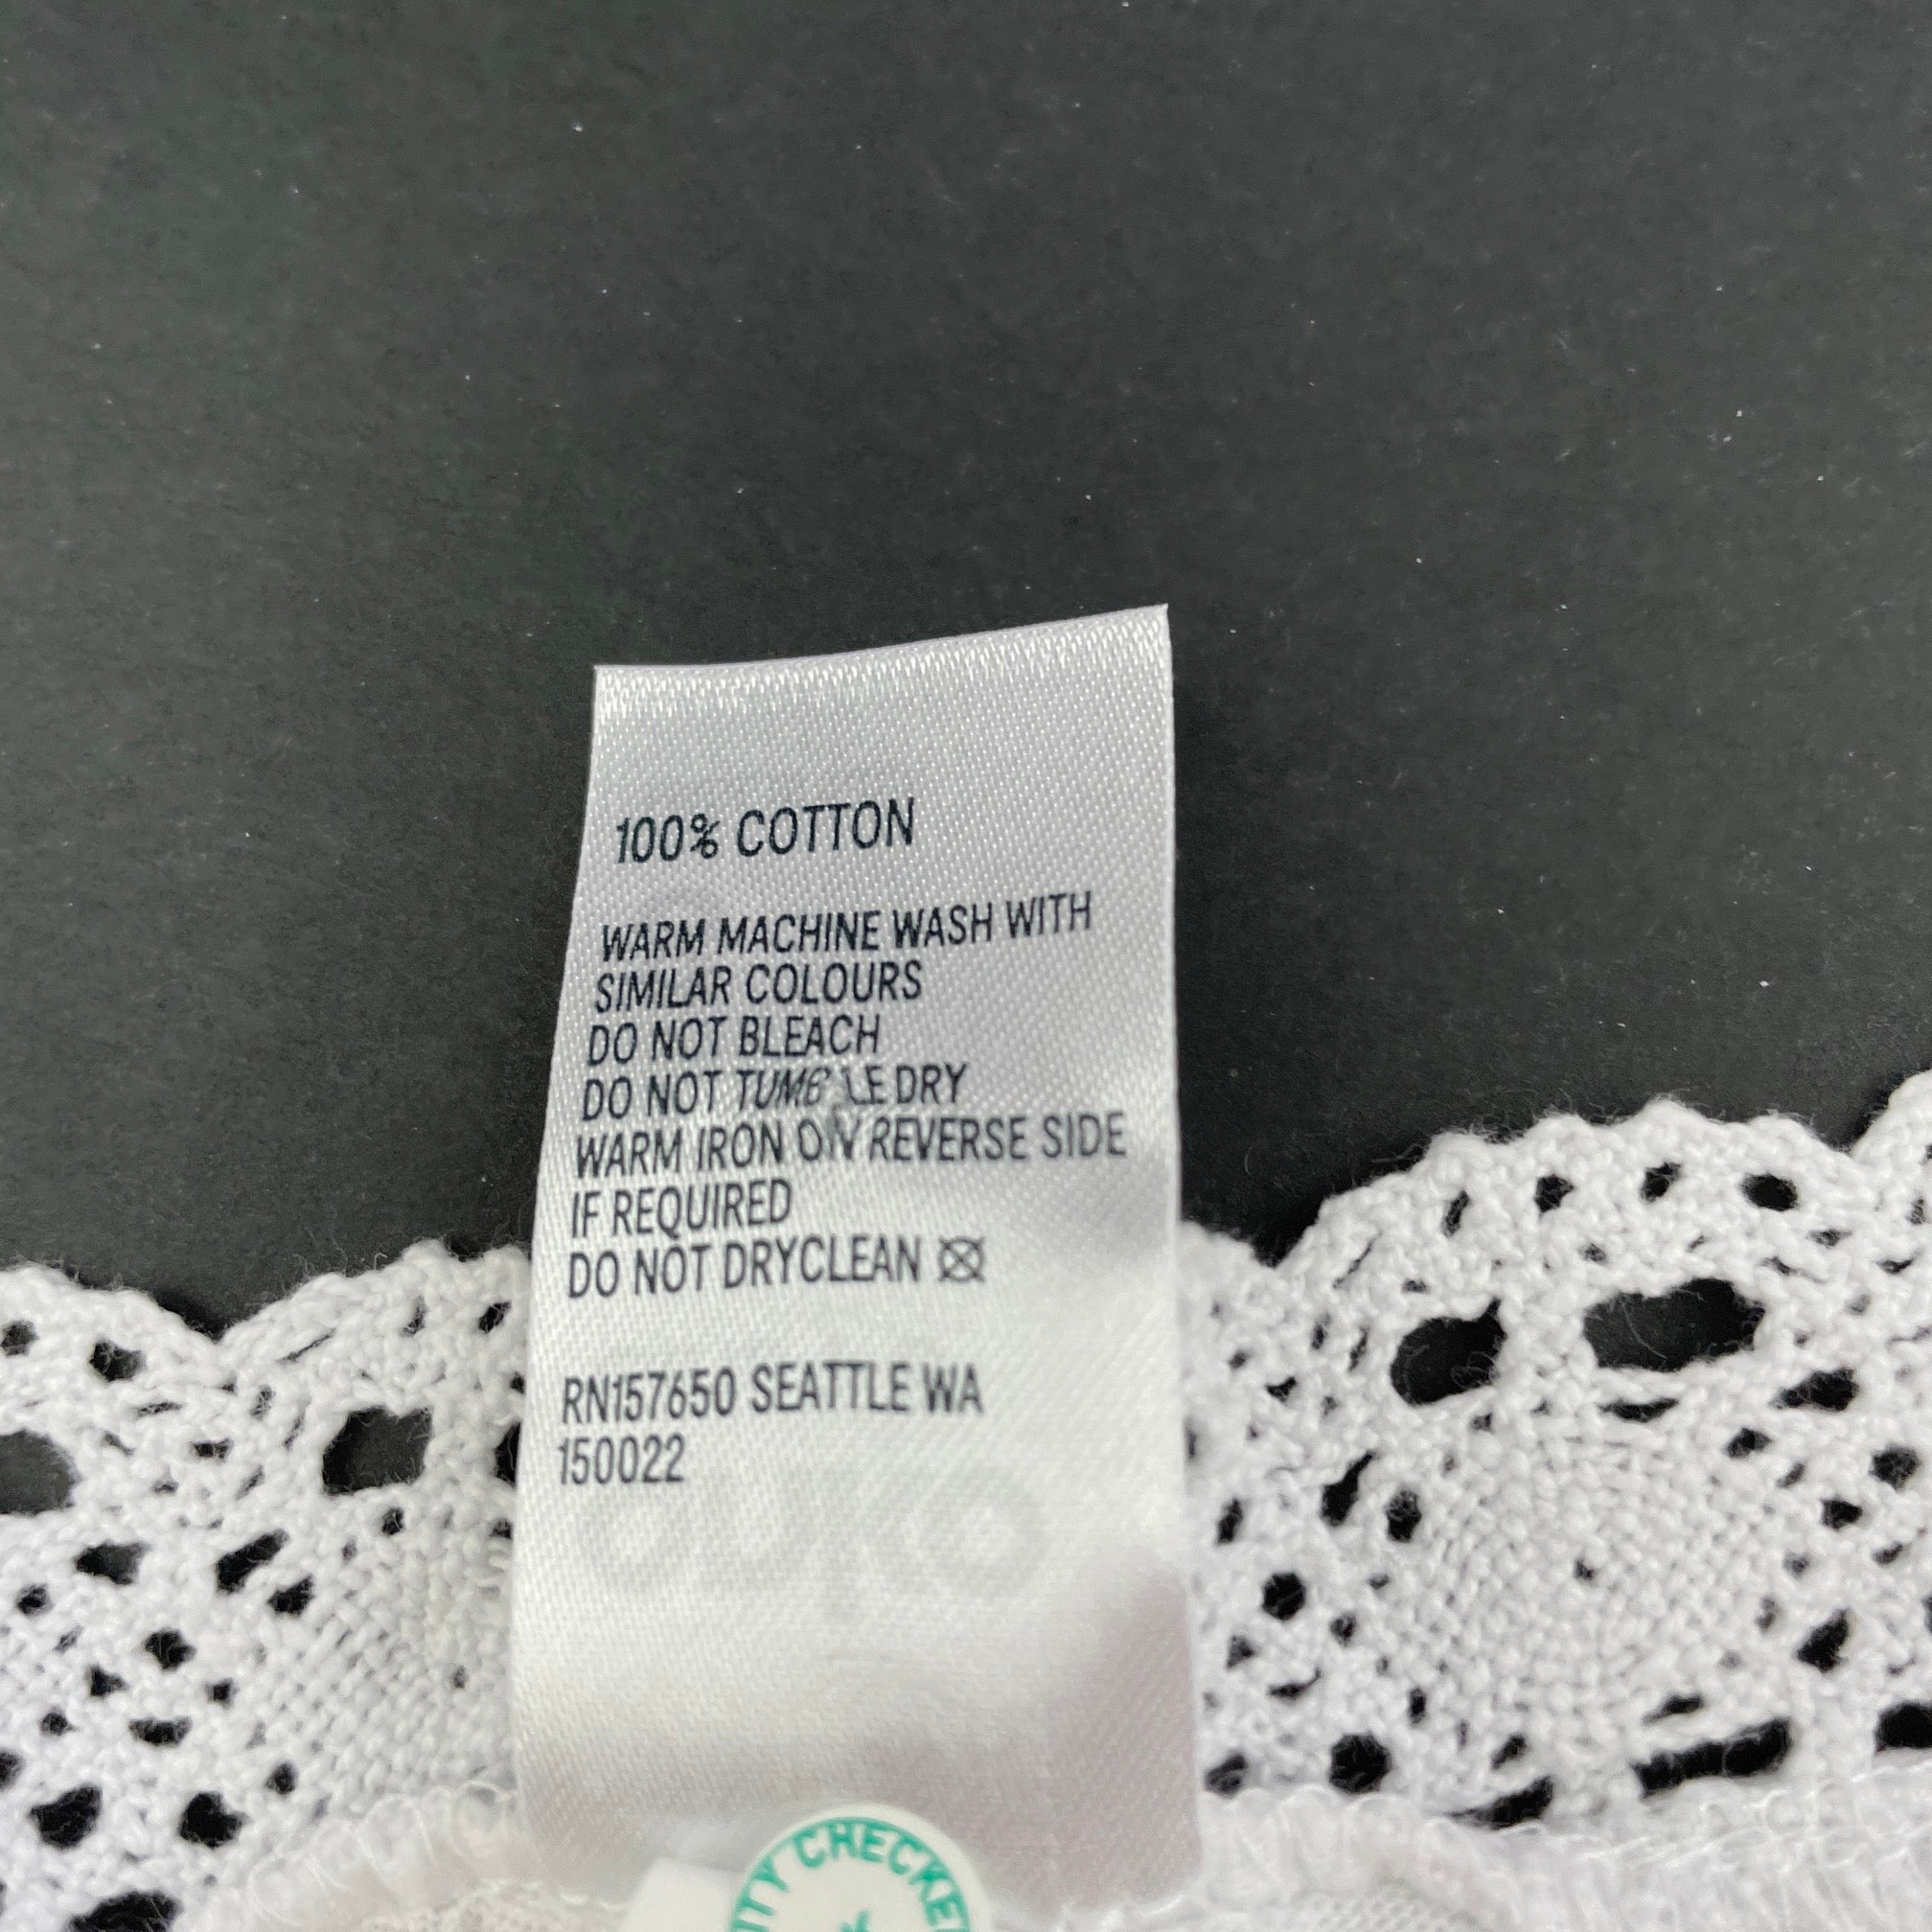 100% COTTON
WARM MACHINE WASH WITH
SIMILAR COLOURS
DO NOT BLEACH
DO NOT TUMBLE DRY
WARM IRON ON REVERSE SIDE
IF REQUIRED
DO NOT DRYCLEAN
RN157650 SEATTLE WA
150022
CHECKE